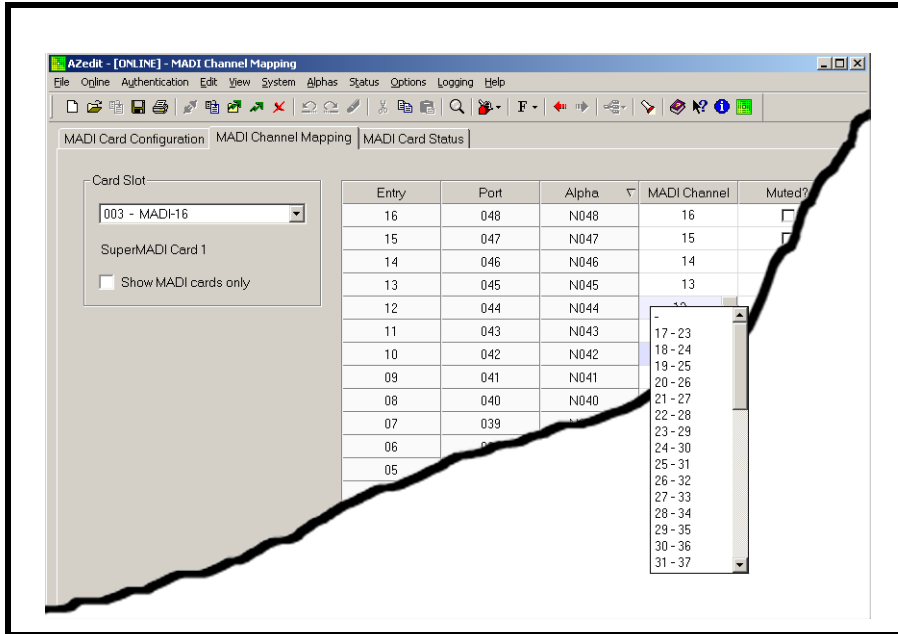 AZedit - [ONLINE] - MADI Channel Mapping
File Online Authentication Edit View System Alphas Status Options Logging Help
F
MADI Card Configuration MADI Channel Mapping MADI Card Status
Card Slot
003 - MADI-16
SuperMADI Card 1
Show MADI cards only
Entry Port Alpha MADI Channel Muted?
16 048 N048 16
15 047 N047 15
14 046 N046 14
13 045 N045 13
12 044 N044
11 043 N043
10 042 N042
09 041 N041
08 040 N040
07 039
06
05
-
17 - 23
18 - 24
19 - 25
20 - 26
21 - 27
22 - 28
23 - 29
24 - 30
25 - 31
26 - 32
27 - 33
28 - 34
29 - 35
30 - 36
31 - 37